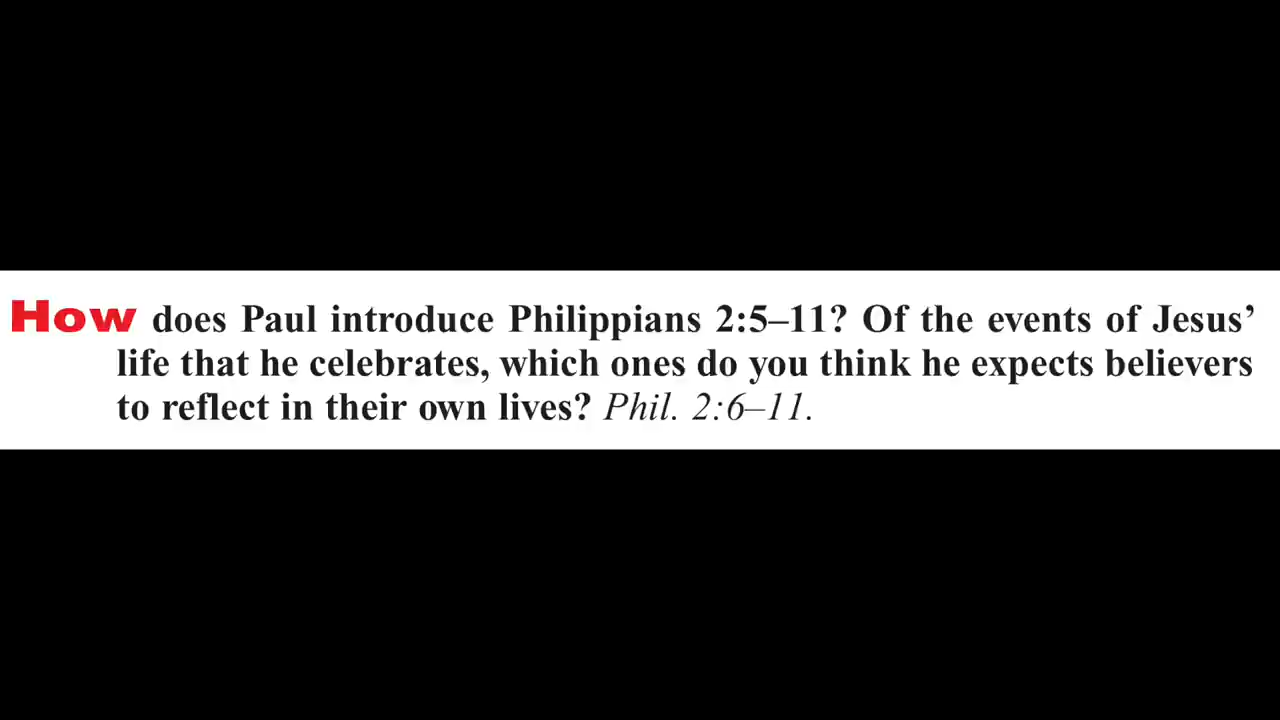 How does Paul introduce Philippians 2:5–11? Of the events of Jesus’
life that he celebrates, which ones do you think he expects believers
to reflect in their own lives? Phil. 2:6–11.